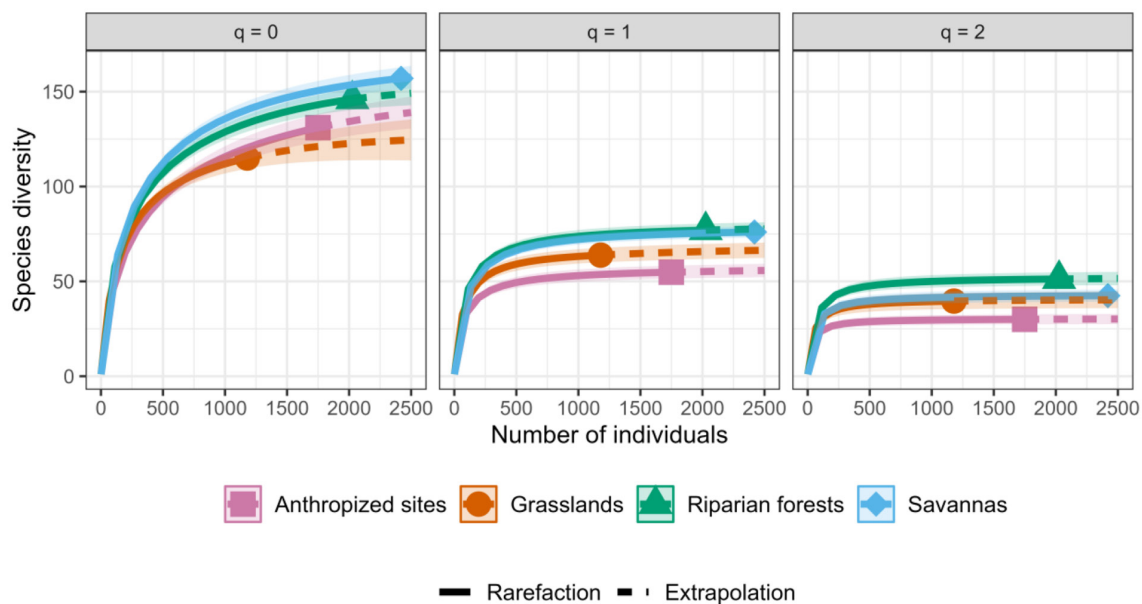 q = 0
q = 1
q = 2
Species diversity
150
100
50
0
0 500 1000 1500 2000 2500
0 500 1000 1500 2000 2500
0 500 1000 1500 2000 2500
Number of individuals
Anthropized sites Grasslands Riparian forests Savannas
Rarefaction Extrapolation